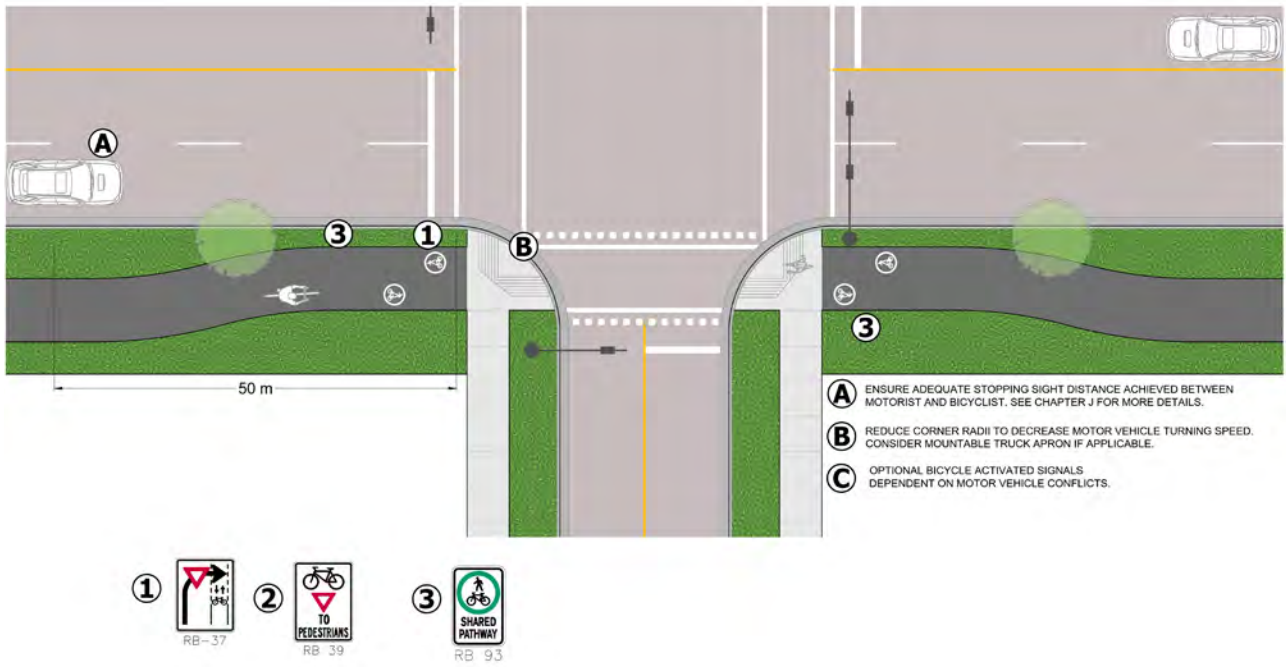 A
3
1
B
3
50 m
A ENSURE ADEQUATE STOPPING SIGHT DISTANCE ACHIEVED BETWEEN
MOTORIST AND BICYCLIST. SEE CHAPTER J FOR MORE DETAILS.
B REDUCE CORNER RADII TO DECREASE MOTOR VEHICLE TURNING SPEED.
CONSIDER MOUNTABLE TRUCK APRON IF APPLICABLE.
C OPTIONAL BICYCLE ACTIVATED SIGNALS
DEPENDENT ON MOTOR VEHICLE CONFLICTS.
1
RB-37
2
TO
PEDESTRIANS
RB 39
3
SHARED
PATHWAY
RB 93